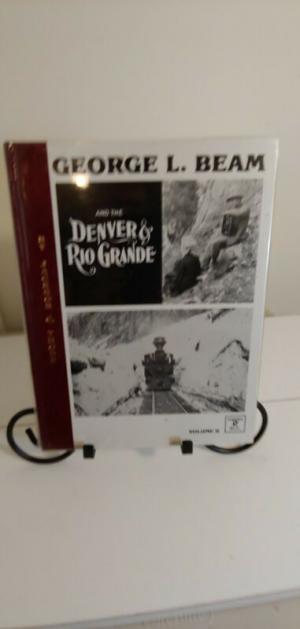 GEORGE L. BEAM
AND THE
DENVER &
RIO GRANDE
VOLUME II